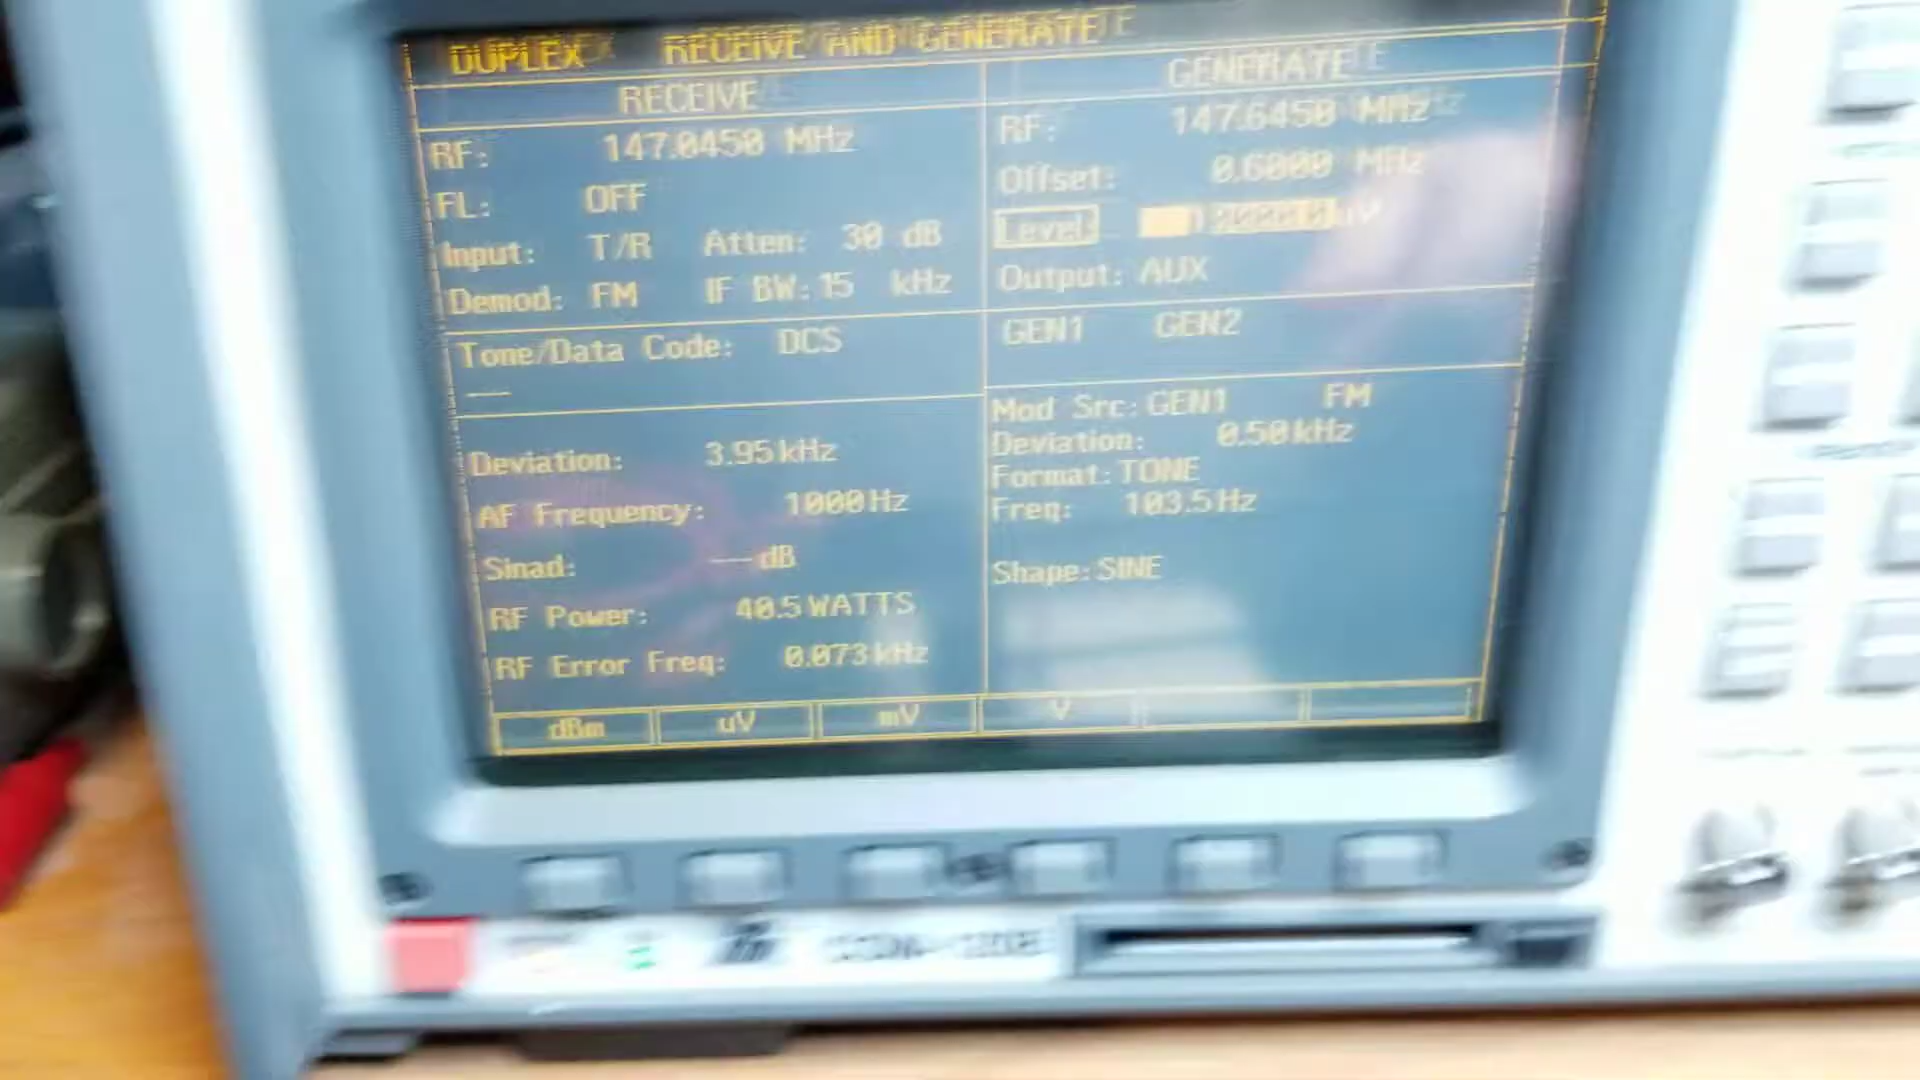 DUPLEX RECEIVE AND GENERATE
RECEIVE
RF: 147.0450 MHz
FL: OFF
Input: T/R Atten: 30 dB
Demod: FM IF BW: 15 kHz
Tone/Data Code: DCS
---
Deviation: 3.95 kHz
AF Frequency: 1000 Hz
Sinad: --- dB
RF Power: 40.5 WATTS
RF Error Freq: 0.073 kHz
GENERATE
RF: 147.6450 MHz
Offset: 0.6000 MHz
Level: uV
Output: AUX
GEN1 GEN2
Mod Src: GEN1 FM
Deviation: 0.50 kHz
Format: TONE
Freq: 103.5 Hz
Shape: SINE
dBm uV mV V